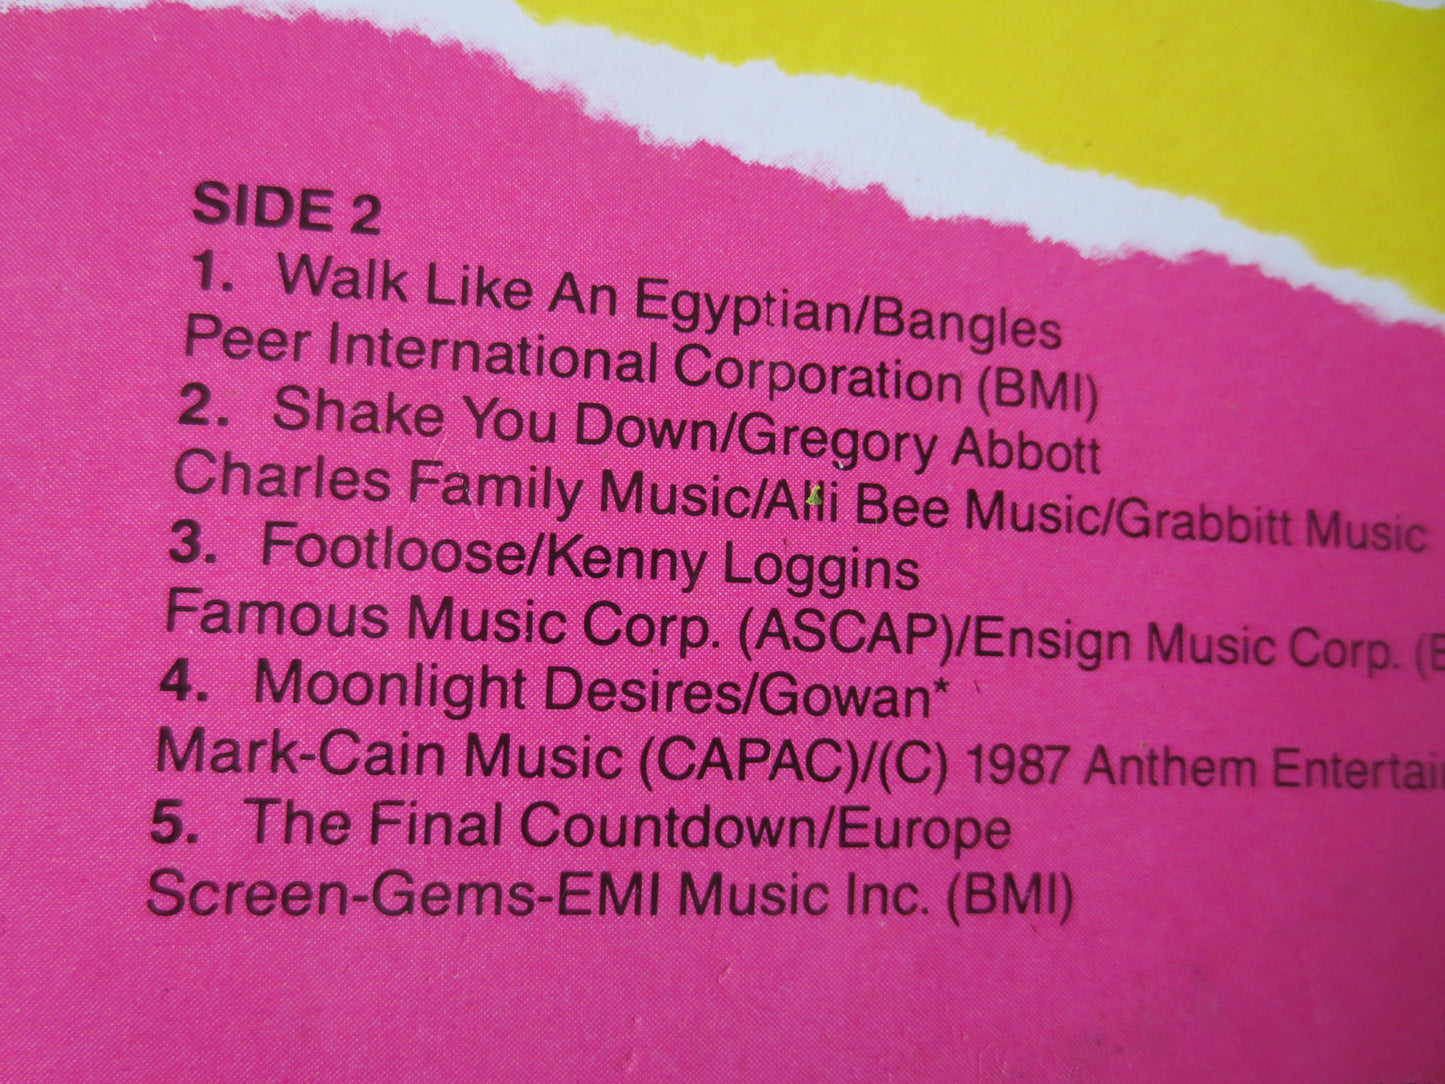 SIDE 2
1. Walk Like An Egyptian/Bangles
Peer International Corporation (BMI)
2. Shake You Down/Gregory Abbott
Charles Family Music/Alli Bee Music/Grabbitt Music
3. Footloose/Kenny Loggins
Famous Music Corp. (ASCAP)/Ensign Music Corp. (
4. Moonlight Desires/Gowan*
Mark-Cain Music (CAPAC)/(C) 1987 Anthem Entertai
5. The Final Countdown/Europe
Screen-Gems-EMI Music Inc. (BMI)